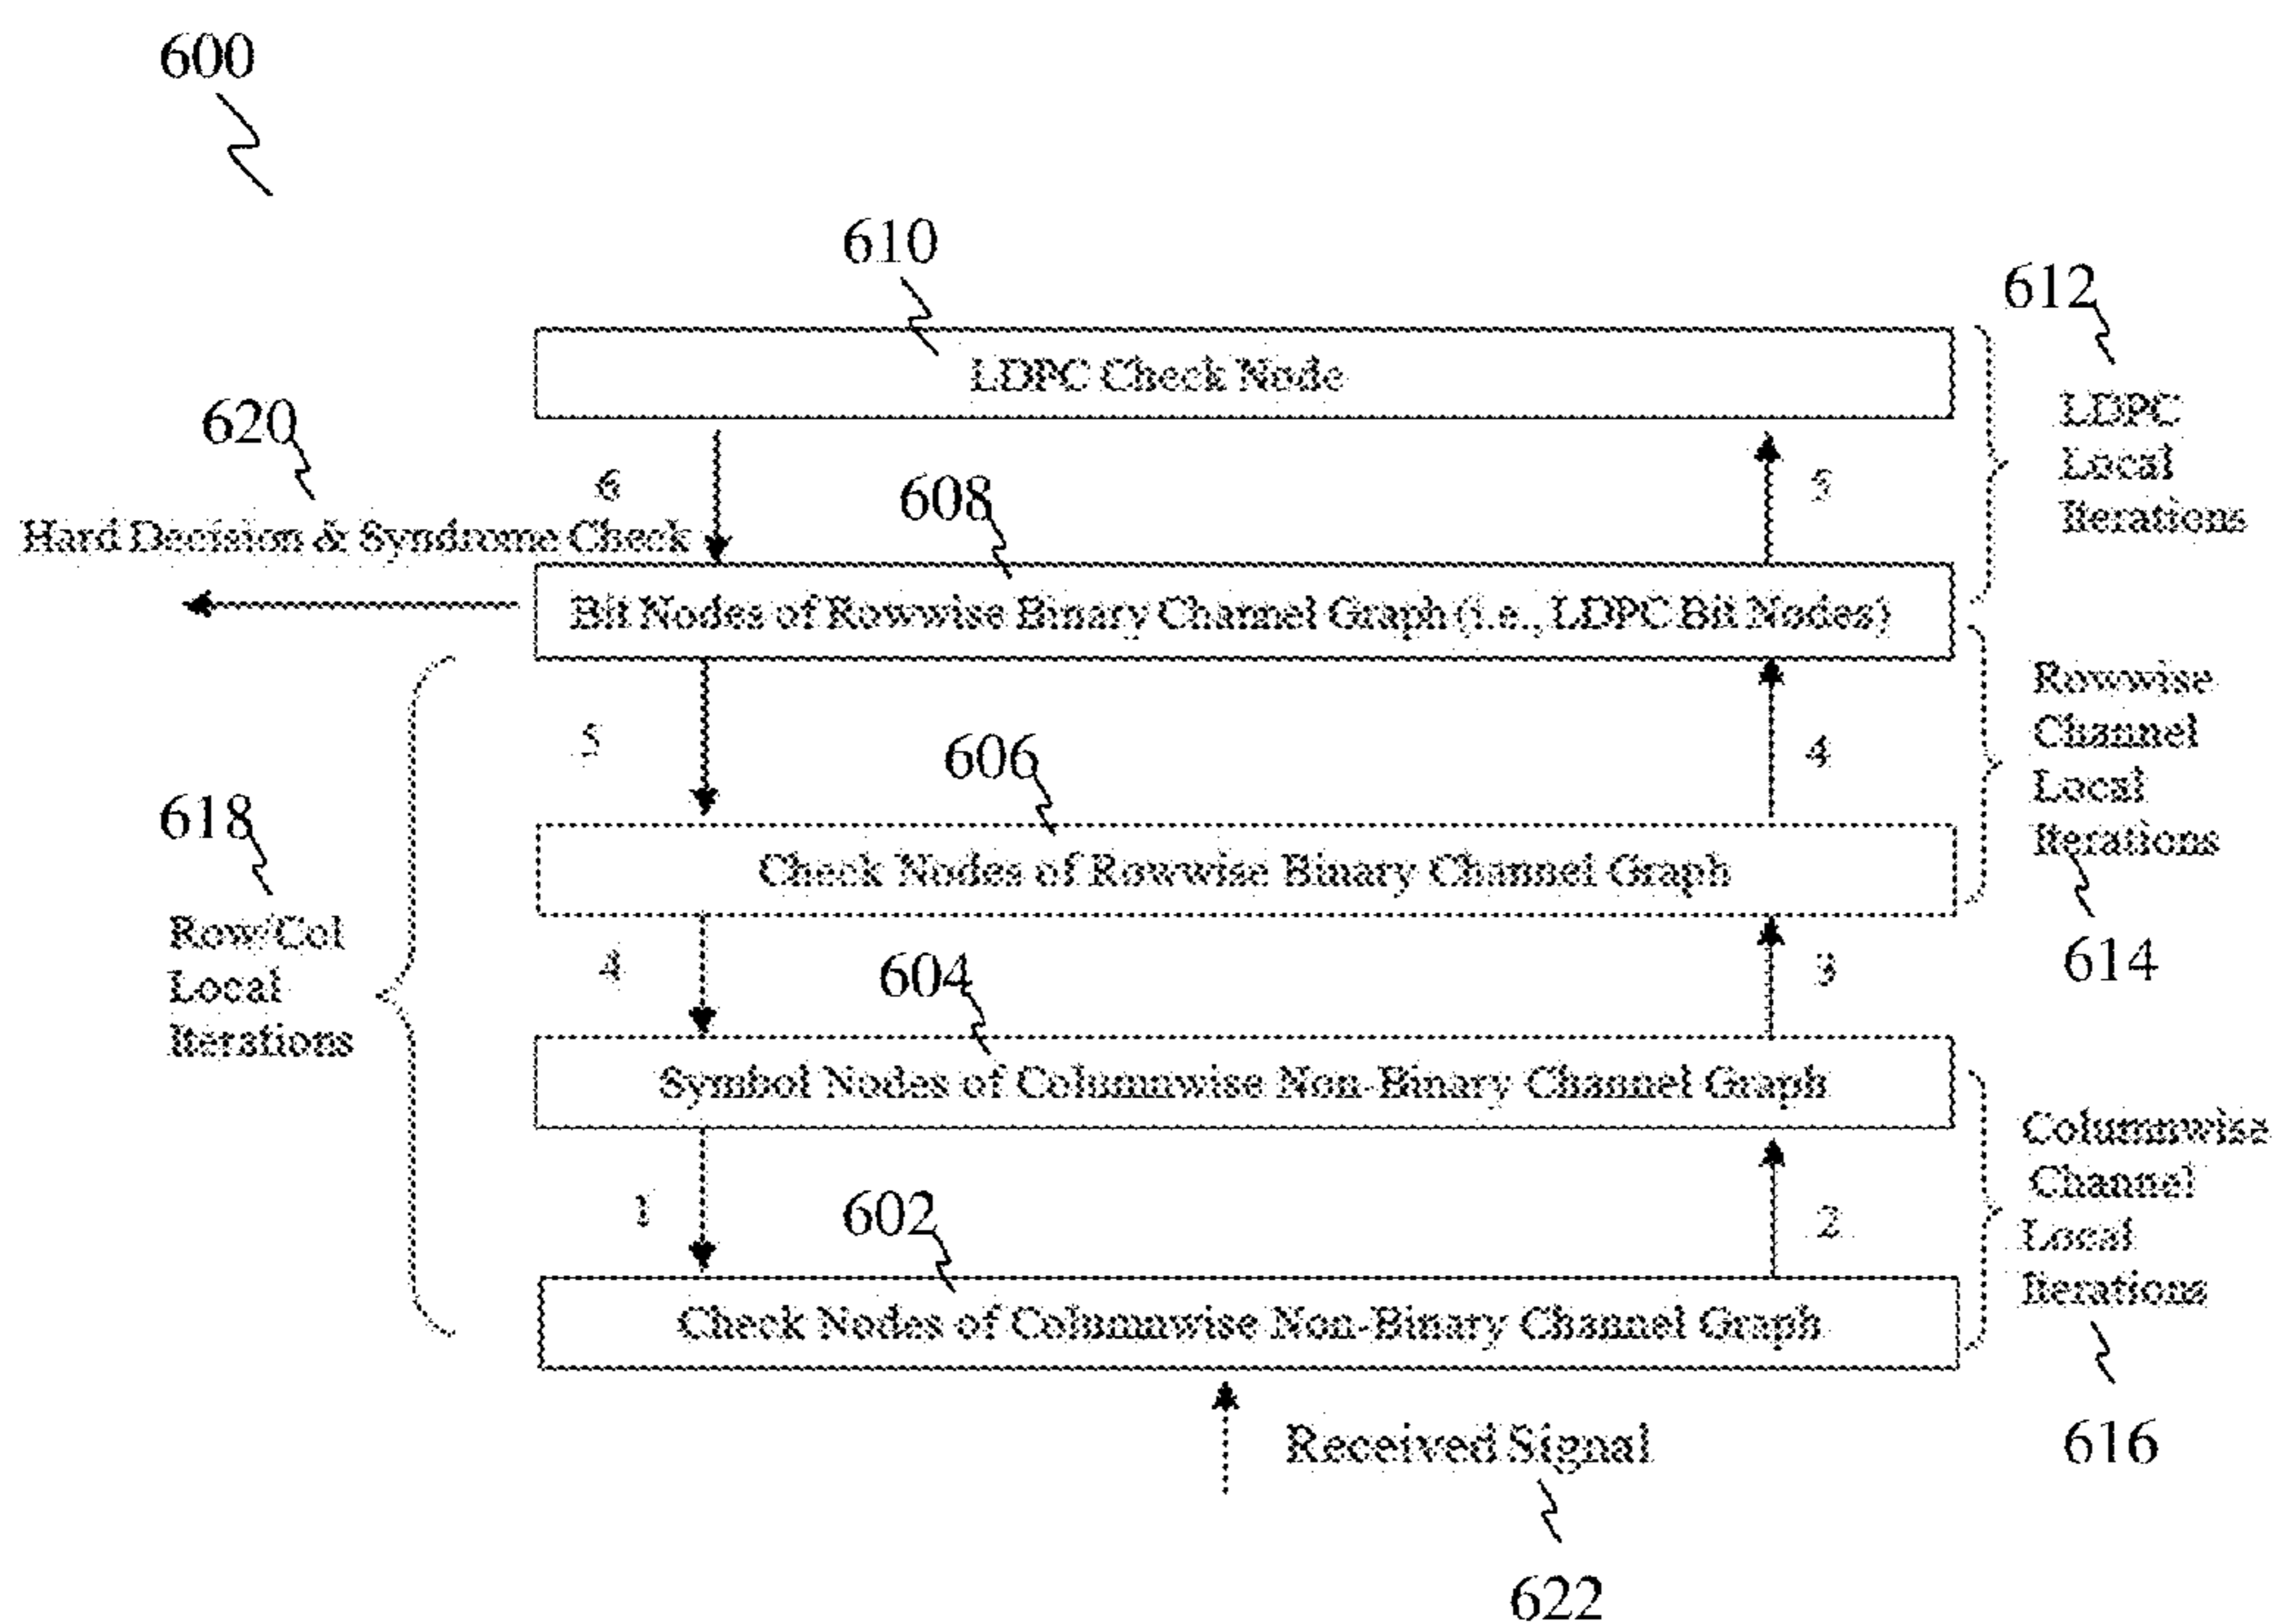 600
610
612
LDPC Check Node
LDPC
Local
Iterations
620
6
5
608
Hard Decision & Syndrome Check
Bit Nodes of Rowwise Binary Channel Graph (i.e., LDPC Bit Nodes)
Rowwise
Channel
Local
Iterations
5
4
606
618
Check Nodes of Rowwise Binary Channel Graph
Row/Col
Local
Iterations
614
4
3
604
Symbol Nodes of Columnwise Non-Binary Channel Graph
Columnwise
Channel
Local
Iterations
1
2
602
Check Nodes of Columnwise Non-Binary Channel Graph
616
Received Signal
622